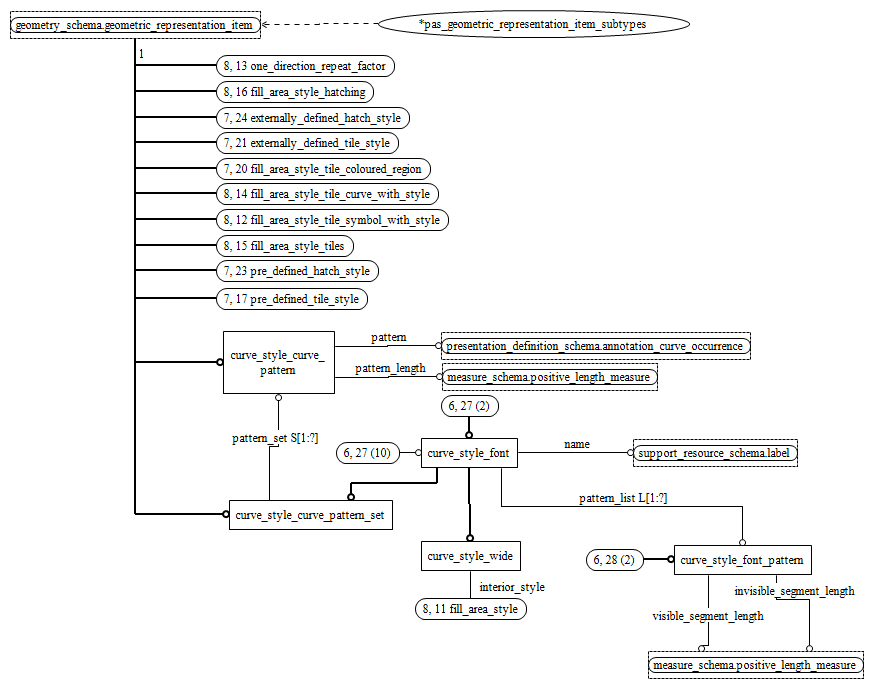 geometry_schema.geometric_representation_item
*pas_geometric_representation_item_subtypes
1
8, 13 one_direction_repeat_factor
8, 16 fill_area_style_hatching
7, 24 externally_defined_hatch_style
7, 21 externally_defined_tile_style
7, 20 fill_area_style_tile_coloured_region
8, 14 fill_area_style_tile_curve_with_style
8, 12 fill_area_style_tile_symbol_with_style
8, 15 fill_area_style_tiles
7, 23 pre_defined_hatch_style
7, 17 pre_defined_tile_style
curve_style_curve_
pattern
pattern
presentation_definition_schema.annotation_curve_occurrence
pattern_length
measure_schema.positive_length_measure
6, 27 (2)
pattern_set S[1:?]
6, 27 (10)
curve_style_font
name
support_resource_schema.label
pattern_list L[1:?]
curve_style_curve_pattern_set
curve_style_wide
interior_style
8, 11 fill_area_style
6, 28 (2)
curve_style_font_pattern
invisible_segment_length
visible_segment_length
measure_schema.positive_length_measure